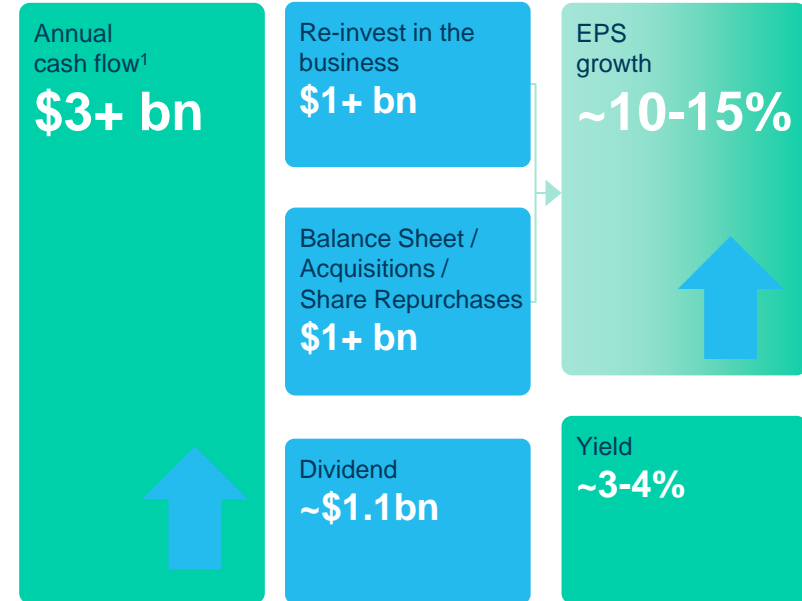 Annual
cash flow¹
$3+ bn
Re-invest in the
business
$1+ bn
Balance Sheet /
Acquisitions /
Share Repurchases
$1+ bn
Dividend
~$1.1bn
EPS
growth
~10-15%
Yield
~3-4%